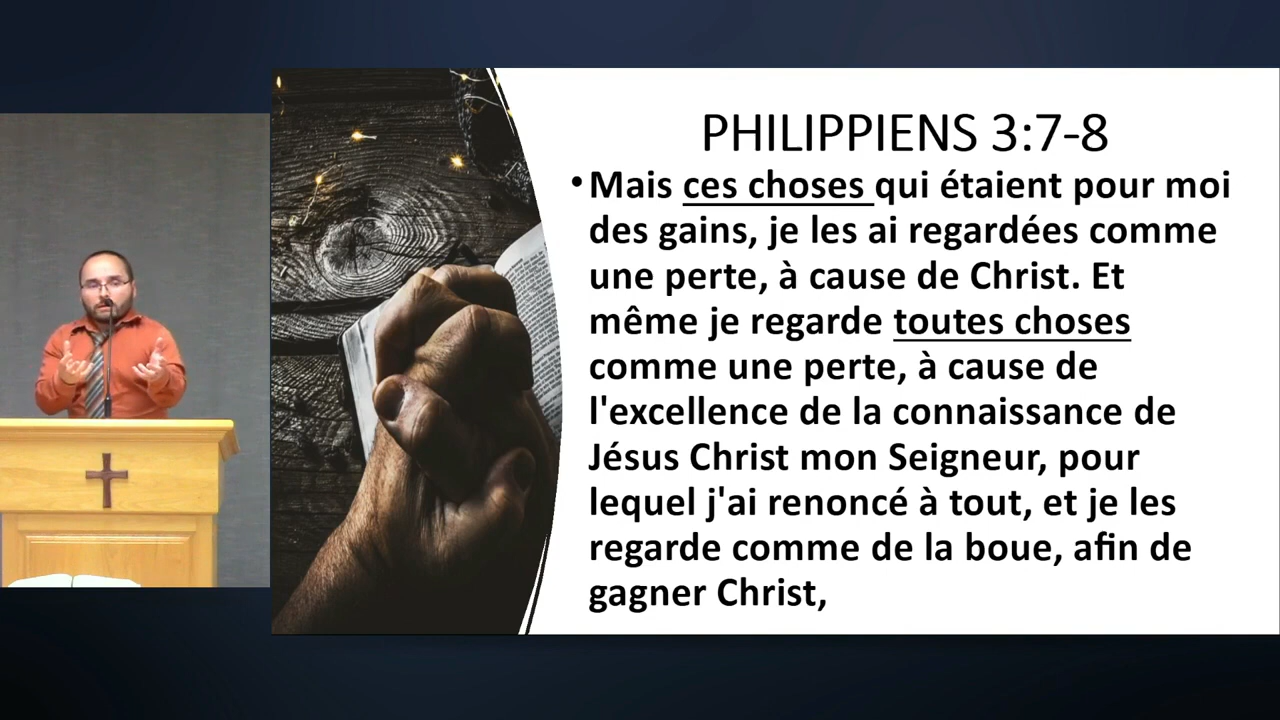 PHILIPPIENS 3:7-8
•Mais ces choses qui étaient pour moi
des gains, je les ai regardées comme
une perte, à cause de Christ. Et
même je regarde toutes choses
comme une perte, à cause de
l'excellence de la connaissance de
Jésus Christ mon Seigneur, pour
lequel j'ai renoncé à tout, et je les
regarde comme de la boue, afin de
gagner Christ,